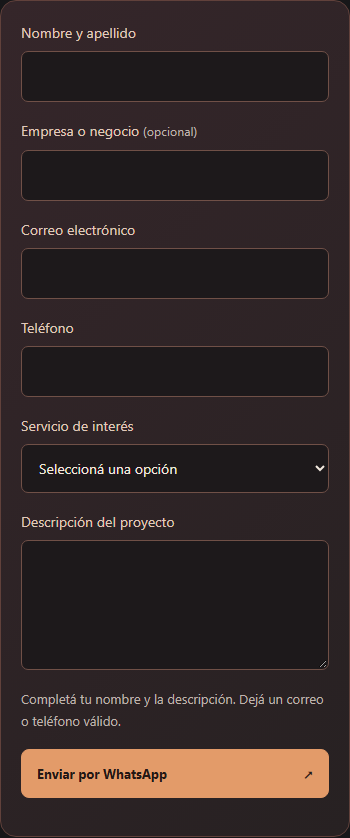 Nombre y apellido
Empresa o negocio (opcional)
Correo electrónico
Teléfono
Servicio de interés
Seleccioná una opción
Descripción del proyecto
Completá tu nombre y la descripción. Dejá un correo
o teléfono válido.
Enviar por WhatsApp ↗